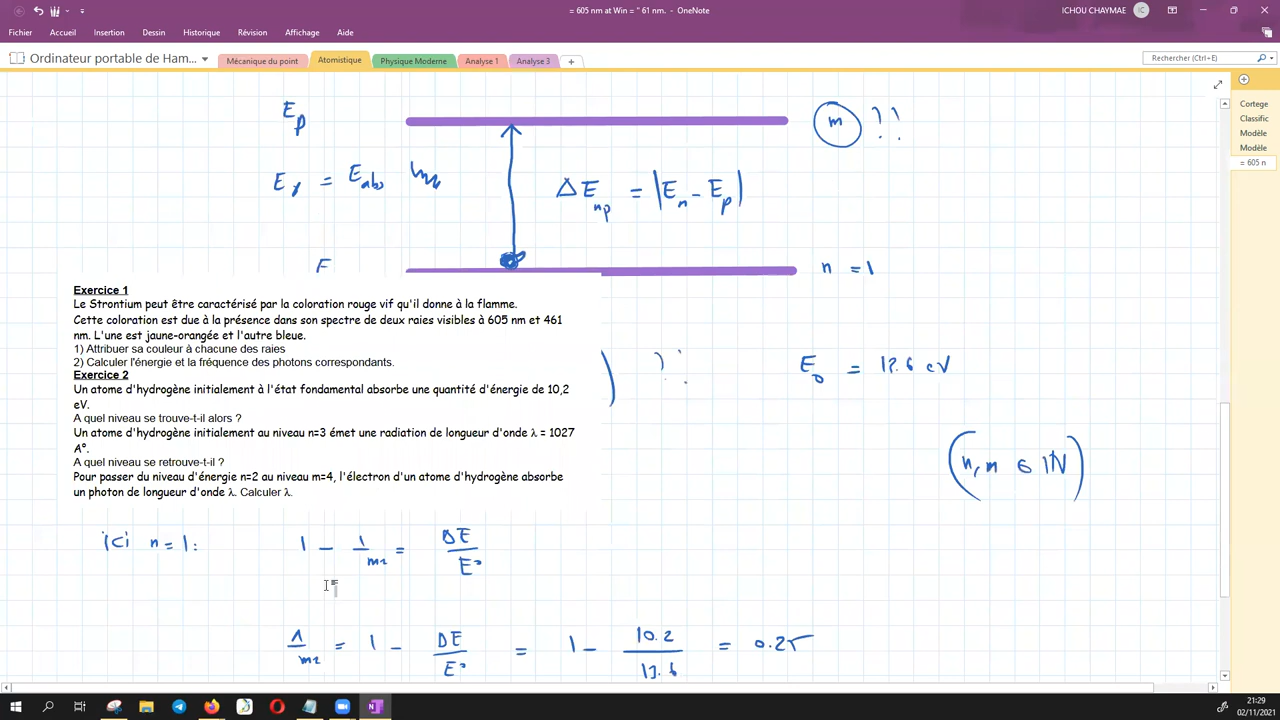 = 605 nm at Win = " 61 nm. - OneNote
ICHOU CHAYMAE
IC
Fichier Accueil Insertion Dessin Historique Révision Affichage Aide
Ordinateur portable de Ham...
Mécanique du point
Atomistique
Physique Moderne
Analyse 1
Analyse 3
Rechercher (Ctrl+E)
Cortege
Classific
Modèle
Modèle
= 605 n
Ep
m ??
= Eabs
ΔEnp = |En - Ep|
E
n = 1
Exercice 1
Le Strontium peut être caractérisé par la coloration rouge vif qu'il donne à la flamme.
Cette coloration est due à la présence dans son spectre de deux raies visibles à 605 nm et 461
nm. L'une est jaune-orangée et l'autre bleue.
1) Attribuer sa couleur à chacune des raies
2) Calculer l'énergie et la fréquence des photons correspondants.
Exercice 2
Un atome d'hydrogène initialement à l'état fondamental absorbe une quantité d'énergie de 10,2
eV.
A quel niveau se trouve-t-il alors ?
Un atome d'hydrogène initialement au niveau n=3 émet une radiation de longueur d'onde λ = 1027
A°.
A quel niveau se retrouve-t-il ?
Pour passer du niveau d'énergie n=2 au niveau m=4, l'électron d'un atome d'hydrogène absorbe
un photon de longueur d'onde λ. Calculer λ.
E0 = 13.6 eV
(n, m ∈ IN)
ici n = 1 : 1 - 1/m² = ΔE/E°
1/m² = 1 - ΔE/E° = 1 - 10.2/13.6 = 0.25
21:29
02/11/2021